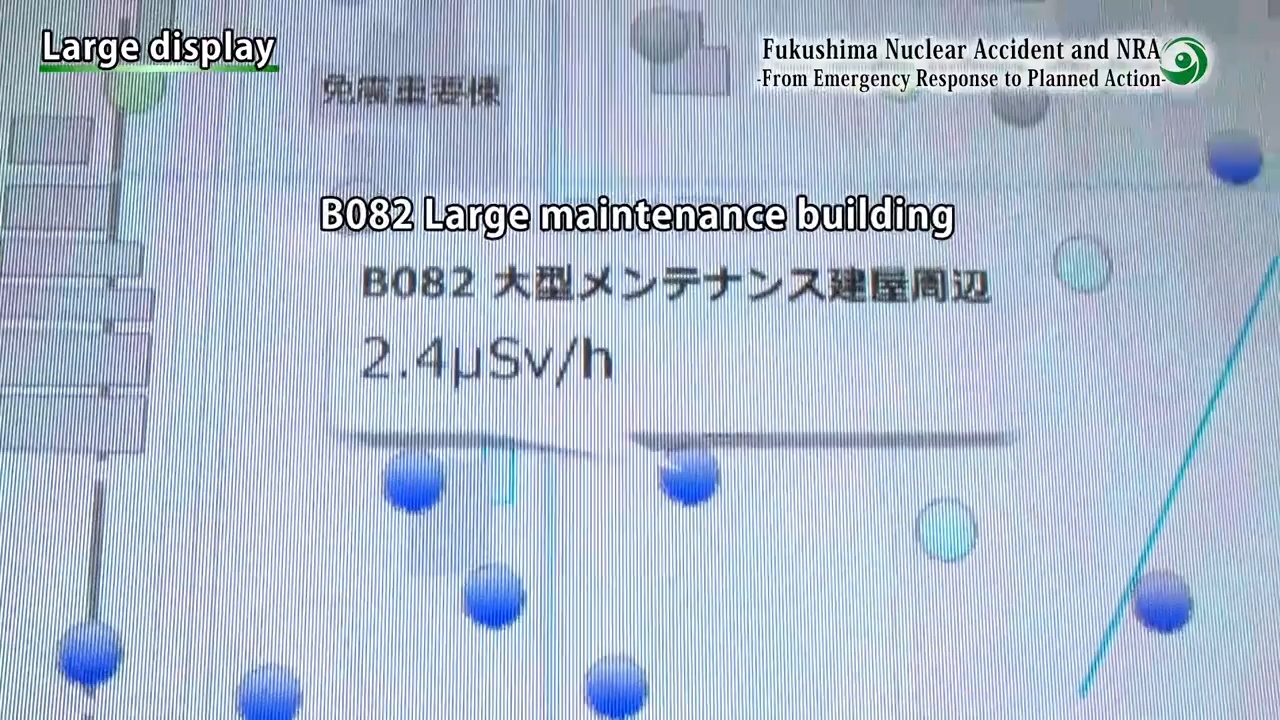 Large display
Fukushima Nuclear Accident and NRA
-From Emergency Response to Planned Action-
免震重要棟
B082 Large maintenance building
B082 大型メンテナンス建屋周辺
2.4μSv/h